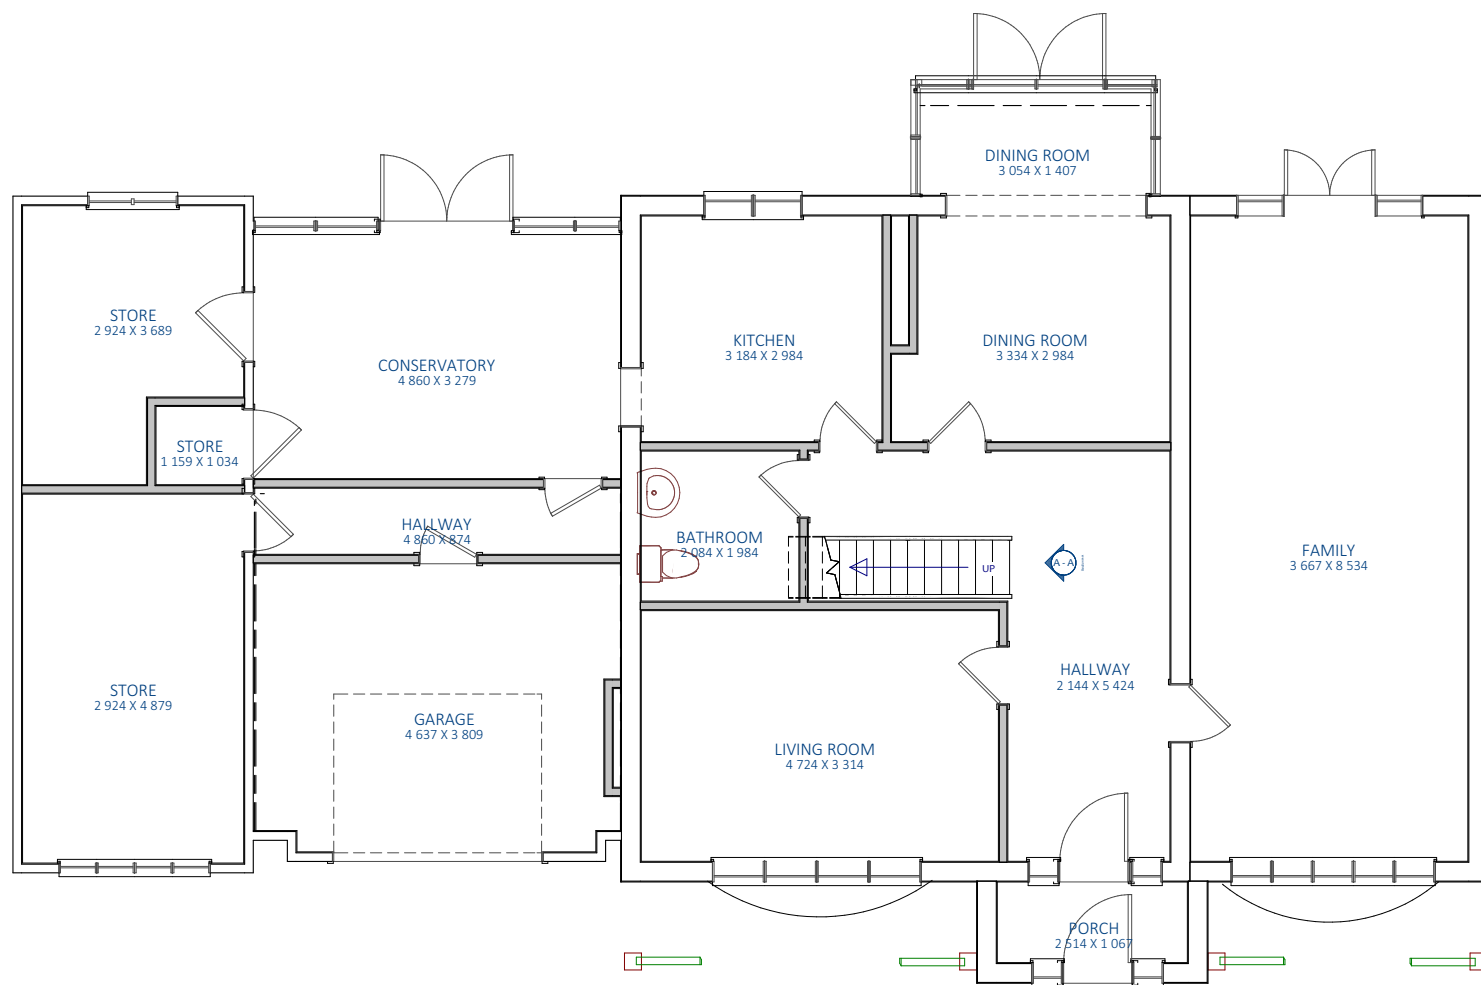 DINING ROOM
3 054 X 1 407
STORE
2 924 X 3 689
CONSERVATORY
4 860 X 3 279
KITCHEN
3 184 X 2 984
DINING ROOM
3 334 X 2 984
STORE
1 159 X 1 034
HALLWAY
4 860 X 874
BATHROOM
2 084 X 1 984
UP
A - A
FAMILY
3 667 X 8 534
STORE
2 924 X 4 879
GARAGE
4 637 X 3 809
LIVING ROOM
4 724 X 3 314
HALLWAY
2 144 X 5 424
PORCH
2 514 X 1 067